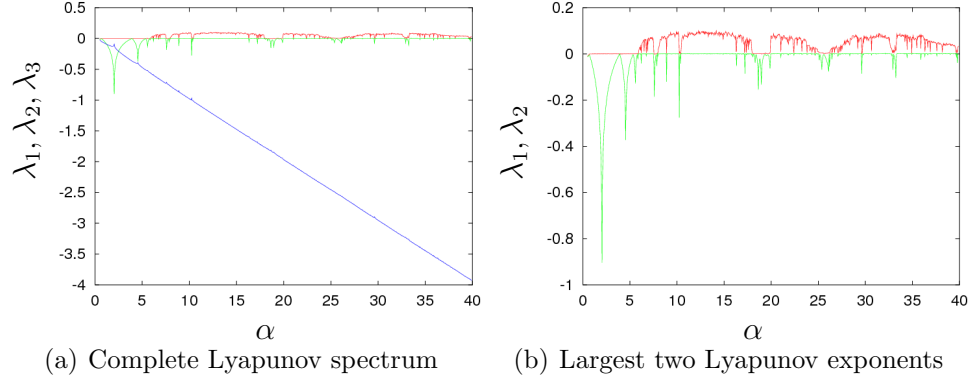 0.5
0
-0.5
-1
-1.5
-2
-2.5
-3
-3.5
-4
λ₁, λ₂, λ₃
0 5 10 15 20 25 30 35 40
α
(a) Complete Lyapunov spectrum
0.2
0
-0.2
-0.4
-0.6
-0.8
-1
λ₁, λ₂
0 5 10 15 20 25 30 35 40
α
(b) Largest two Lyapunov exponents